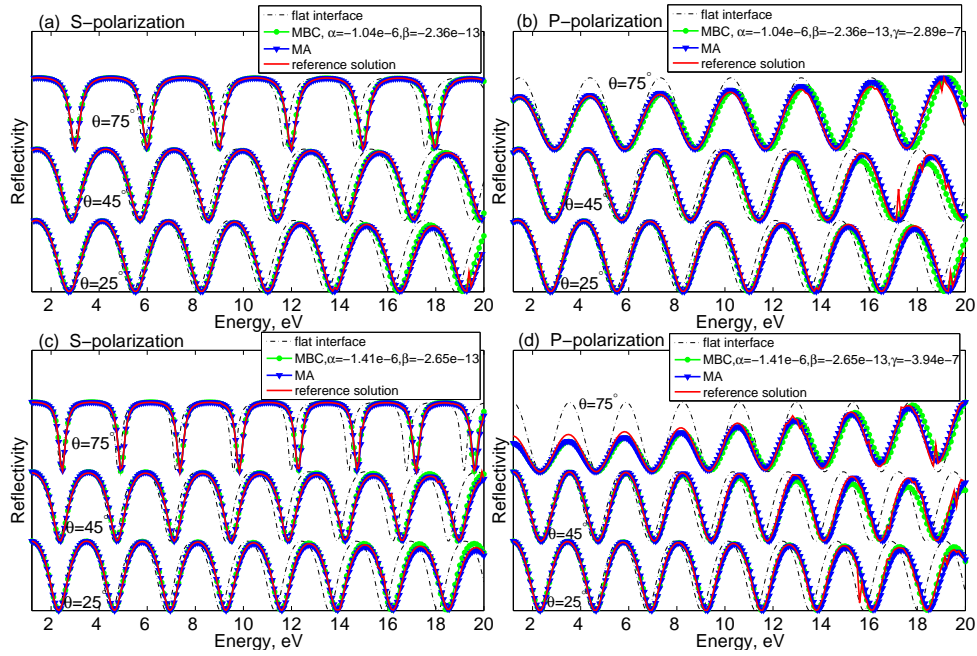 (a) S−polarization
flat interface
MBC, α=−1.04e−6,β=−2.36e−13
MA
reference solution
θ=75°
θ=45°
θ=25°
Reflectivity
2 4 6 8 10 12 14 16 18 20
Energy, eV
(b) P−polarization
flat interface
MBC, α=−1.04e−6,β=−2.36e−13,γ=−2.89e−7
MA
reference solution
θ=75°
θ=45°
θ=25°
Reflectivity
2 4 6 8 10 12 14 16 18 20
Energy, eV
(c) S−polarization
flat interface
MBC,α=−1.41e−6,β=−2.65e−13
MA
reference solution
θ=75°
θ=45°
θ=25°
Reflectivity
2 4 6 8 10 12 14 16 18 20
Energy, eV
(d) P−polarization
flat interface
MBC,α=−1.41e−6,β=−2.65e−13,γ=−3.94e−7
MA
reference solution
θ=75°
θ=45°
θ=25°
Reflectivity
2 4 6 8 10 12 14 16 18 20
Energy, eV